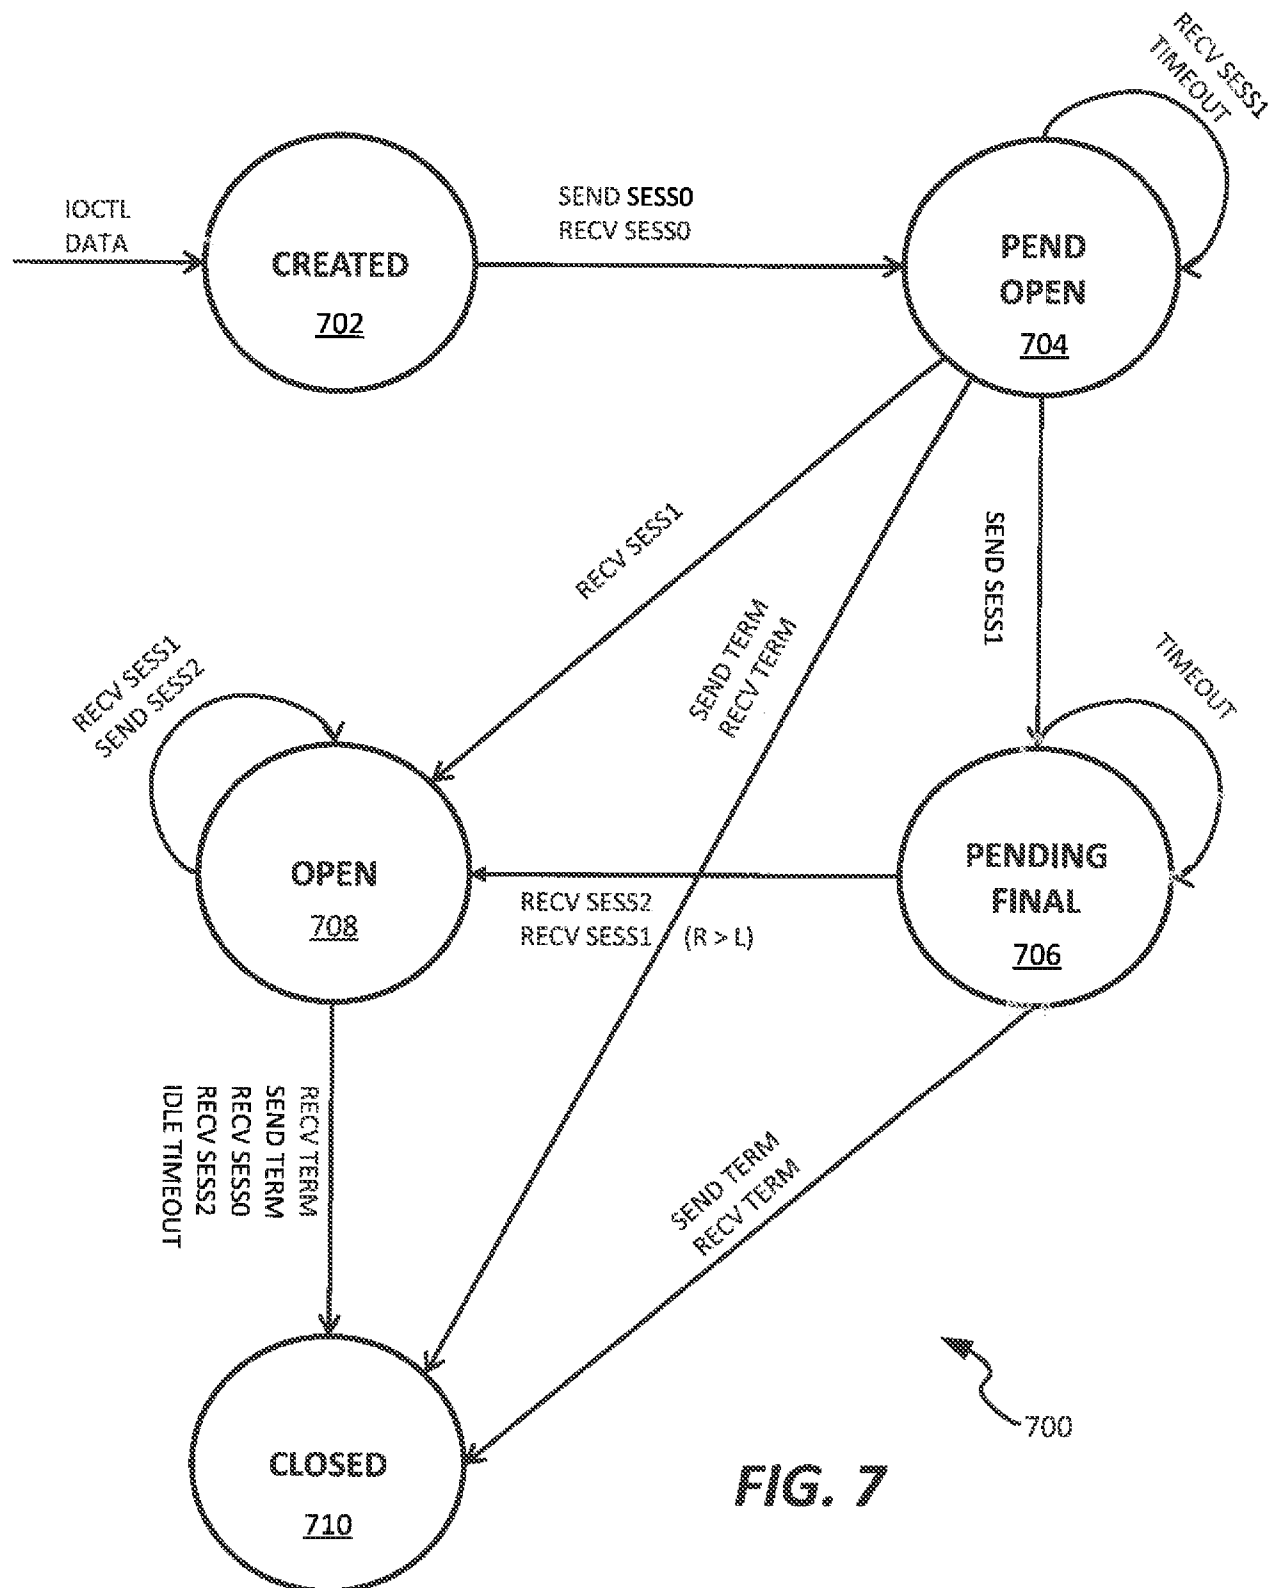 RECV SESS1
TIMEOUT
IOCTL
DATA
SEND SESS0
RECV SESS0
CREATED
702
PEND
OPEN
704
RECV SESS1
SEND SESS1
SEND TERM
RECV TERM
RECV SESS1
SEND SESS2
TIMEOUT
OPEN
708
RECV SESS2
RECV SESS1 (R > L)
PENDING
FINAL
706
RECV TERM
SEND TERM
RECV SESS0
RECV SESS2
IDLE TIMEOUT
SEND TERM
RECV TERM
CLOSED
710
700
FIG. 7